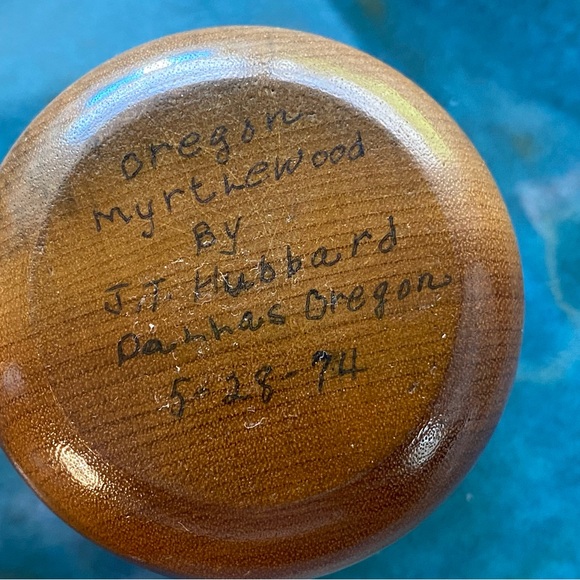 Oregon
MyrtLEWood
By
J.T. Hubbard
Dallas Oregon
5-28-74